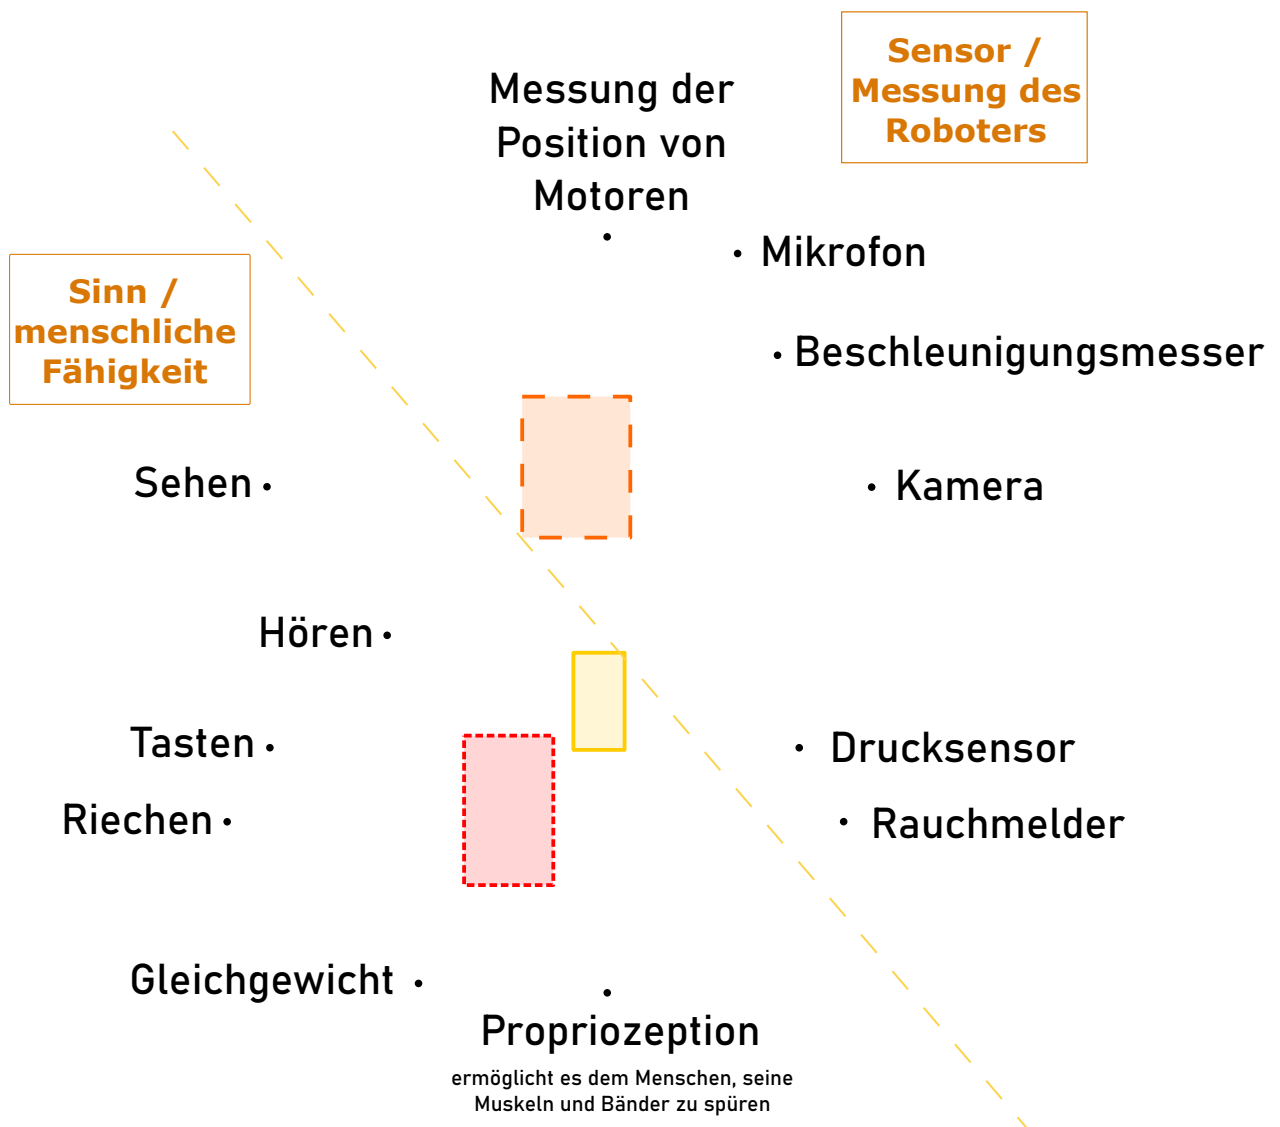 Sensor /
Messung des
Roboters
Messung der
Position von
Motoren
Mikrofon
Sinn /
menschliche
Fähigkeit
Beschleunigungsmesser
Sehen
Kamera
Hören
Tasten
Drucksensor
Riechen
Rauchmelder
Gleichgewicht
Propriozeption
ermöglicht es dem Menschen, seine
Muskeln und Bänder zu spüren